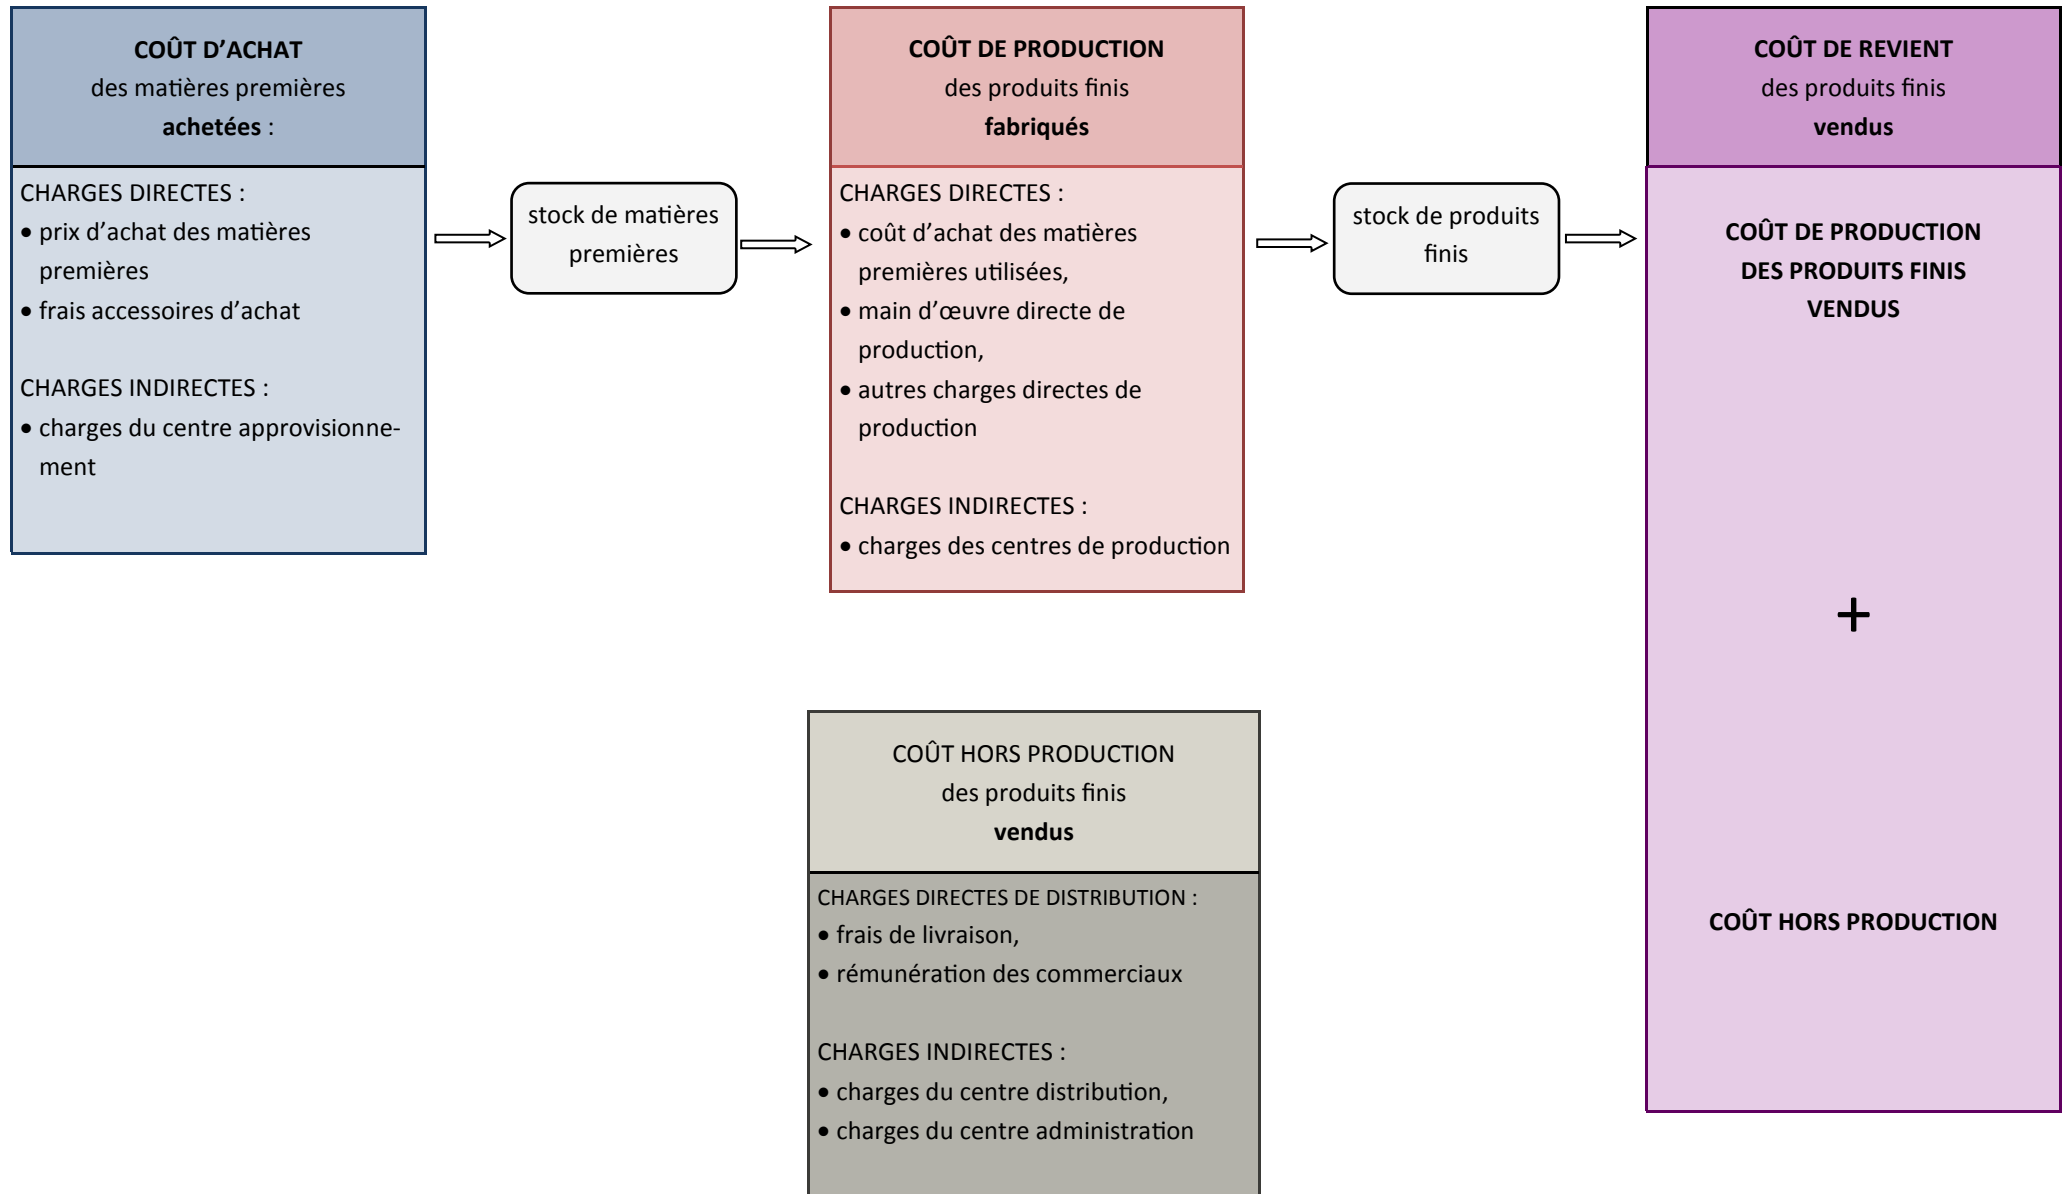 COÛT D’ACHAT
des matières premières
achetées :
CHARGES DIRECTES :
• prix d’achat des matières
premières
• frais accessoires d’achat
CHARGES INDIRECTES :
• charges du centre approvisionne-
ment
stock de matières
premières
COÛT DE PRODUCTION
des produits finis
fabriqués
CHARGES DIRECTES :
• coût d’achat des matières
premières utilisées,
• main d’œuvre directe de
production,
• autres charges directes de
production
CHARGES INDIRECTES :
• charges des centres de production
stock de produits
finis
COÛT DE REVIENT
des produits finis
vendus
COÛT DE PRODUCTION
DES PRODUITS FINIS
VENDUS
+
COÛT HORS PRODUCTION
COÛT HORS PRODUCTION
des produits finis
vendus
CHARGES DIRECTES DE DISTRIBUTION :
• frais de livraison,
• rémunération des commerciaux
CHARGES INDIRECTES :
• charges du centre distribution,
• charges du centre administration